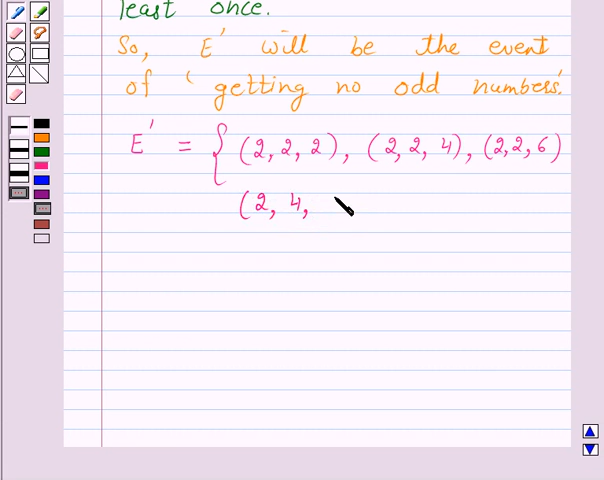 least once.
So, E' will be the event
of ' getting no odd numbers'.
E' = { (2, 2, 2), (2, 2, 4), (2, 2, 6)
(2, 4,